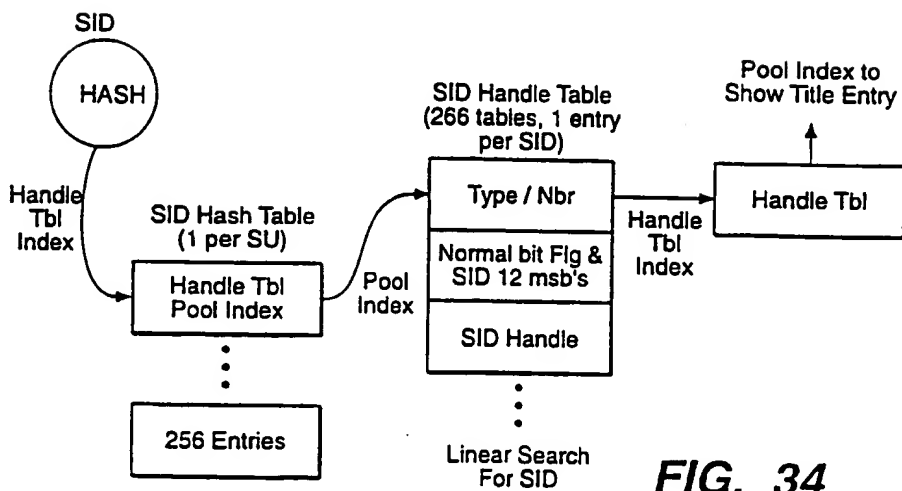 SID
HASH
Handle
Tbl
Index
SID Hash Table
(1 per SU)
Handle Tbl
Pool Index
256 Entries
Pool
Index
SID Handle Table
(266 tables, 1 entry
per SID)
Type / Nbr
Normal bit Flg &
SID 12 msb's
SID Handle
Linear Search
For SID
Handle
Tbl
Index
Pool Index to
Show Title Entry
Handle Tbl
FIG. 34